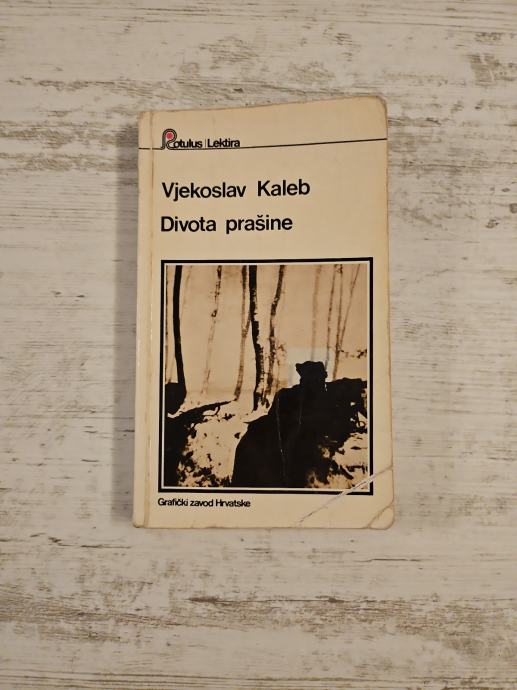 Rotulus | Lektira
Vjekoslav Kaleb
Divota prašine
Grafički zavod Hrvatske